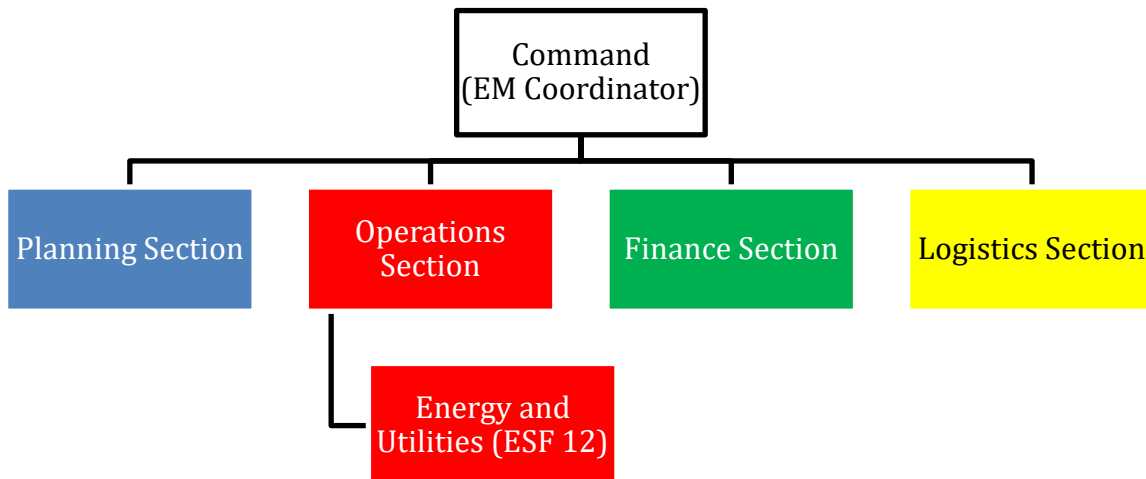 Command
(EM Coordinator)
Planning Section
Operations
Section
Finance Section
Logistics Section
Energy and
Utilities (ESF 12)